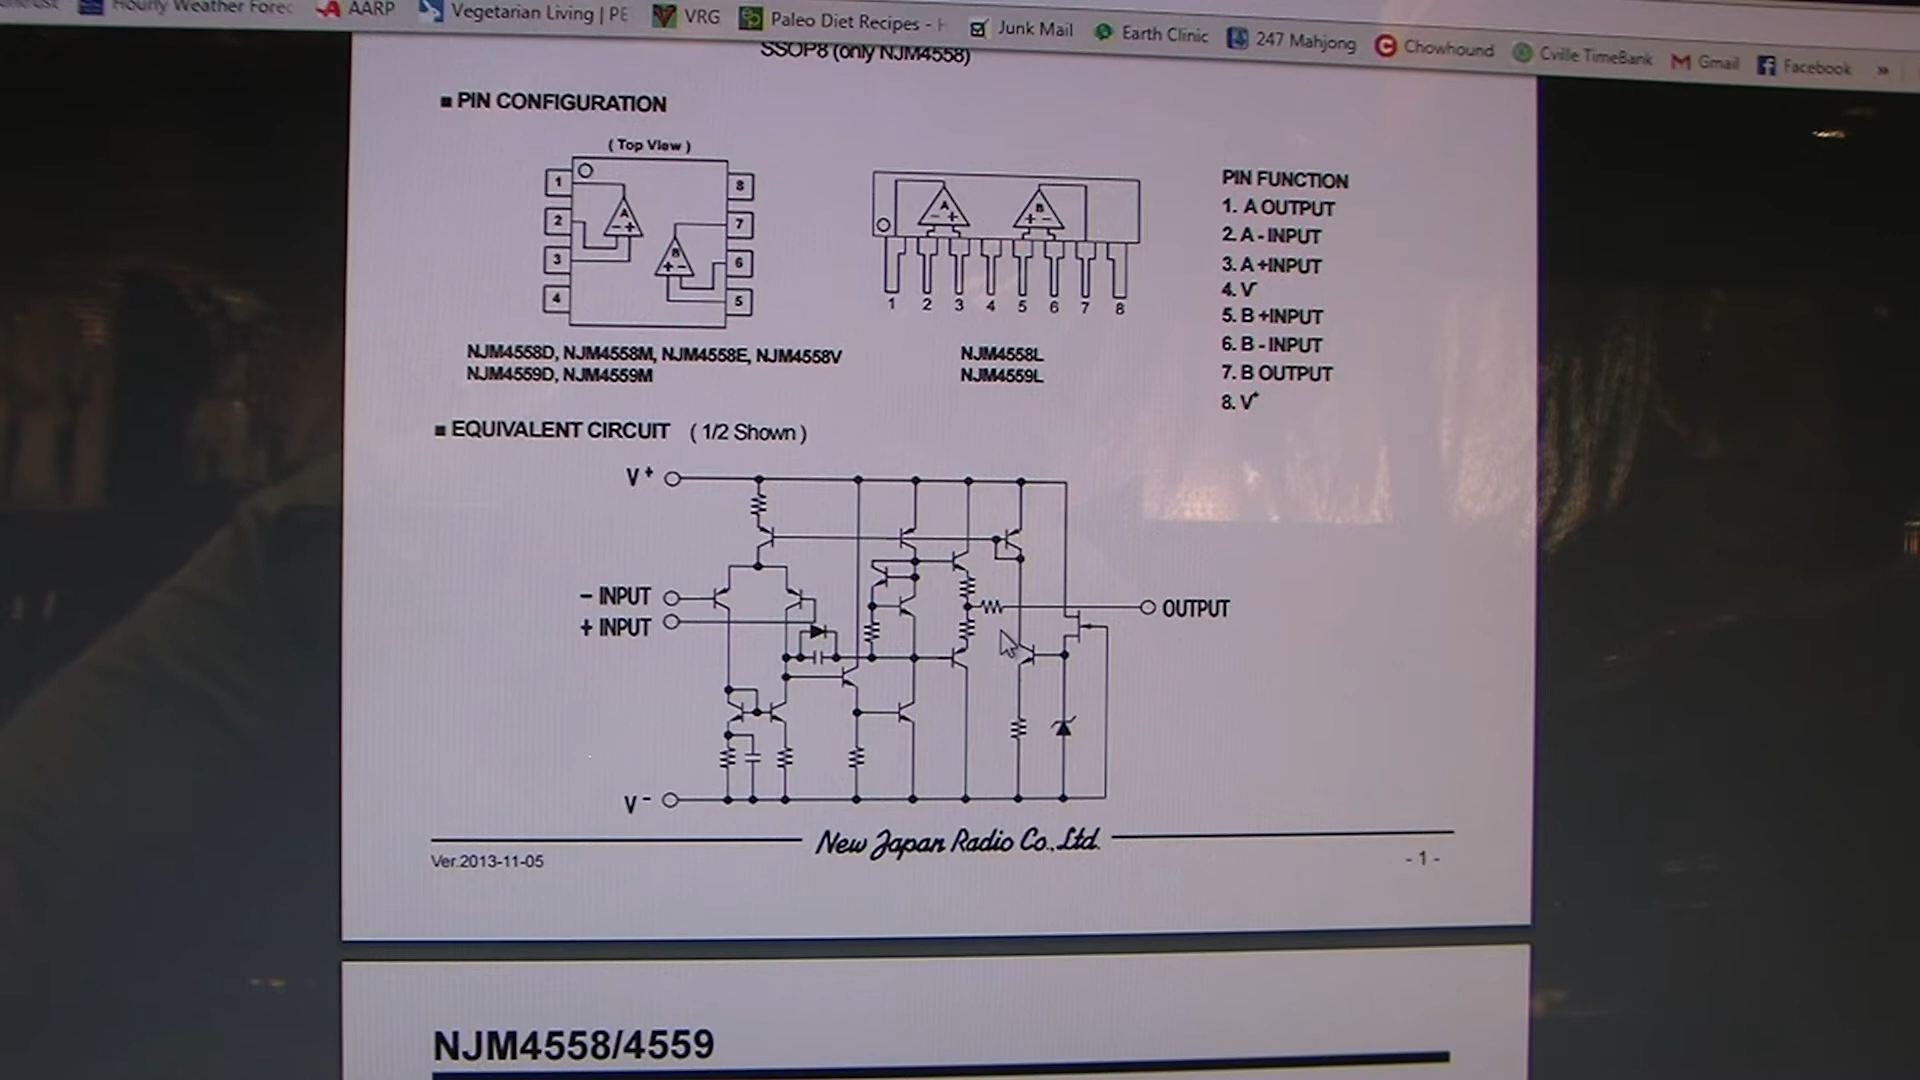 Hourly Weather Forec
AARP
Vegetarian Living | PE
VRG
Paleo Diet Recipes - H
Junk Mail
Earth Clinic
247 Mahjong
Chowhound
Cville TimeBank
Gmail
Facebook
»
SSOP8 (only NJM4558)
■ PIN CONFIGURATION
( Top View )
1
2
3
4
8
7
6
5
A
- +
B
+ -
A
- +
B
+ -
1 2 3 4 5 6 7 8
NJM4558D, NJM4558M, NJM4558E, NJM4558V
NJM4559D, NJM4559M
NJM4558L
NJM4559L
PIN FUNCTION
1. A OUTPUT
2. A - INPUT
3. A +INPUT
4. V⁻
5. B +INPUT
6. B - INPUT
7. B OUTPUT
8. V⁺
■ EQUIVALENT CIRCUIT ( 1/2 Shown )
V +
− INPUT
+ INPUT
OUTPUT
V −
New Japan Radio Co., Ltd.
Ver.2013-11-05
- 1 -
NJM4558/4559